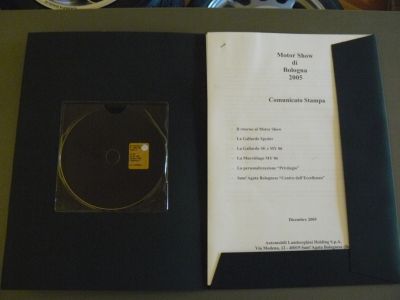 Motor Show
di
Bologna
2005
Comunicato Stampa
Il ritorno al Motor Show
La Gallardo Spyder
La Gallardo SE e MY 06
La Murciélago MY 06
La personalizzazione "Privilegio"
Sant'Agata Bolognese "Centro dell'Eccellenza"
Dicembre 2005
Automobili Lamborghini Holding S.p.A.
Via Modena, 12 - 40019 Sant'Agata Bolognese